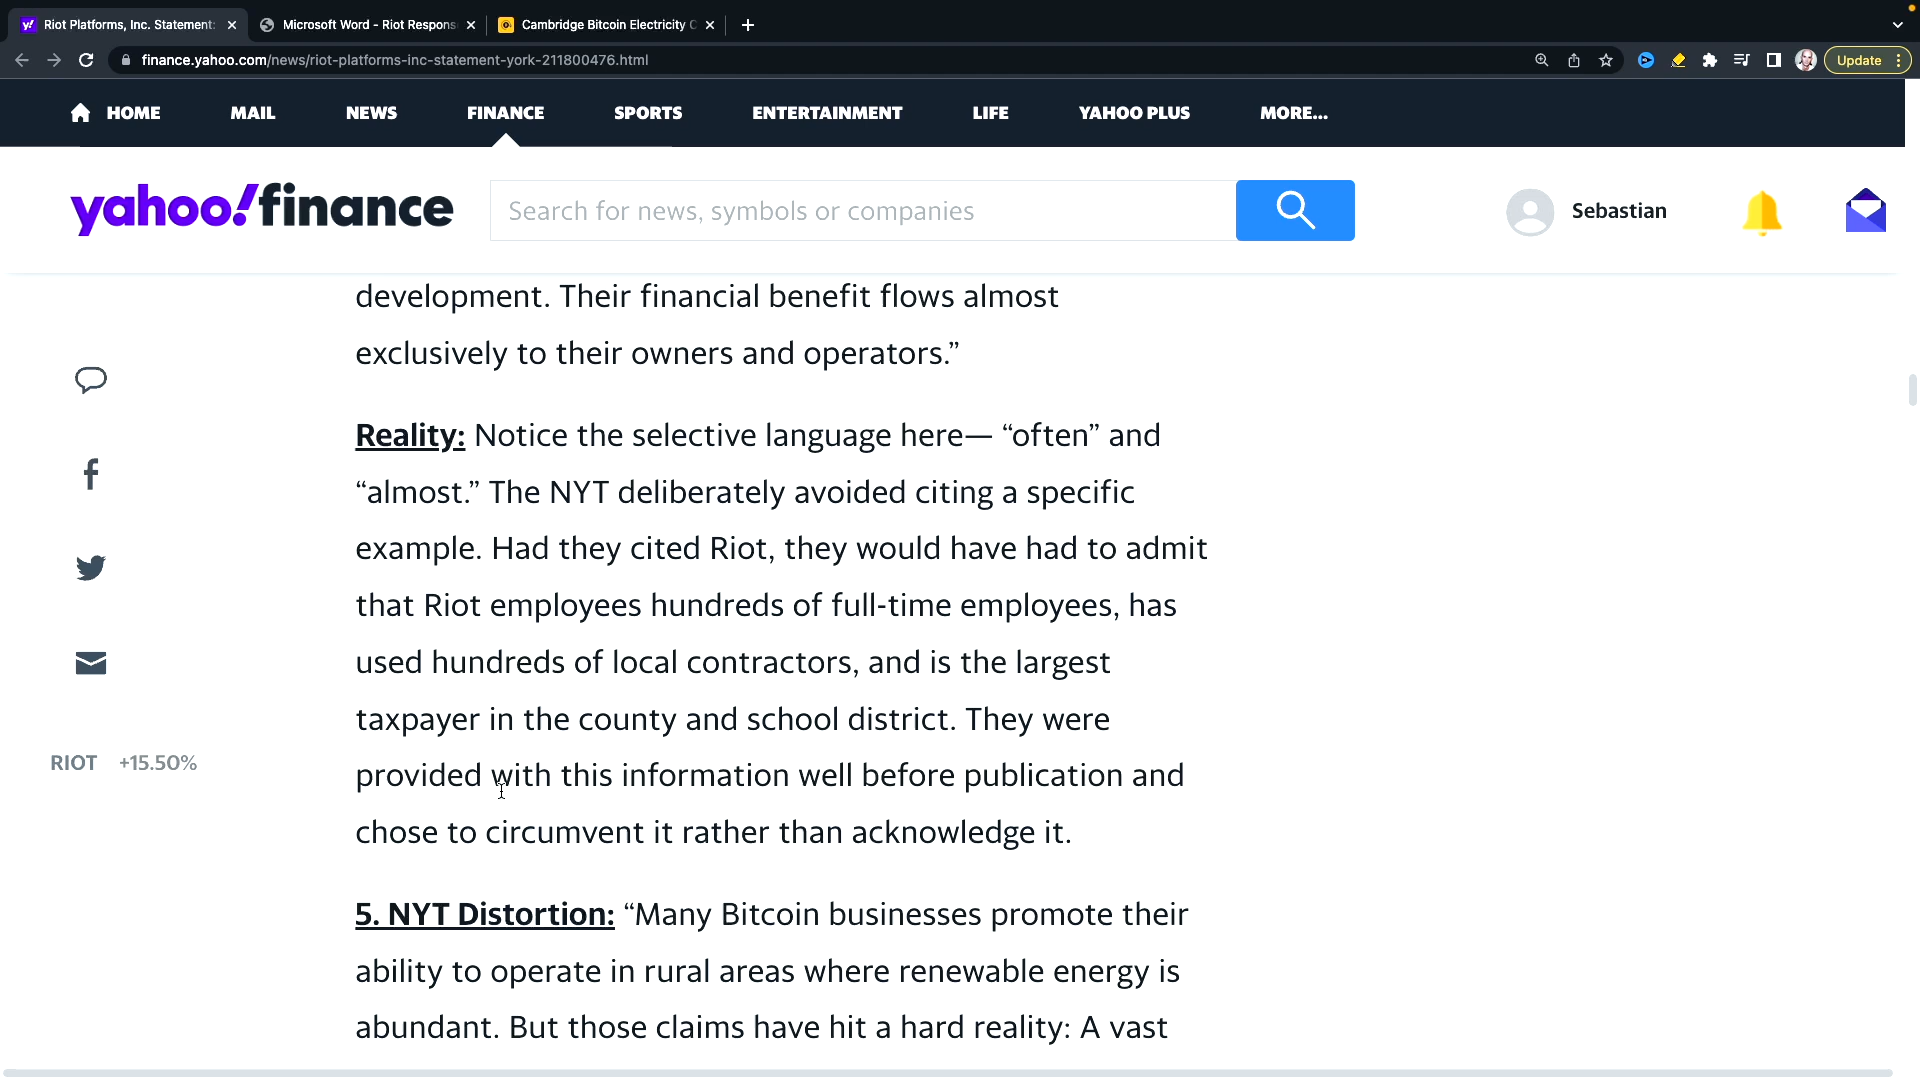 Riot Platforms, Inc. Statement:
Microsoft Word - Riot Respons
Cambridge Bitcoin Electricity C
finance.yahoo.com/news/riot-platforms-inc-statement-york-211800476.html
Update
HOME MAIL NEWS FINANCE SPORTS ENTERTAINMENT LIFE YAHOO PLUS MORE...
yahoo!finance
Search for news, symbols or companies
Sebastian
development. Their financial benefit flows almost
exclusively to their owners and operators.”
Reality: Notice the selective language here— “often” and
“almost.” The NYT deliberately avoided citing a specific
example. Had they cited Riot, they would have had to admit
that Riot employees hundreds of full-time employees, has
used hundreds of local contractors, and is the largest
taxpayer in the county and school district. They were
provided with this information well before publication and
chose to circumvent it rather than acknowledge it.
RIOT +15.50%
5. NYT Distortion: “Many Bitcoin businesses promote their
ability to operate in rural areas where renewable energy is
abundant. But those claims have hit a hard reality: A vast